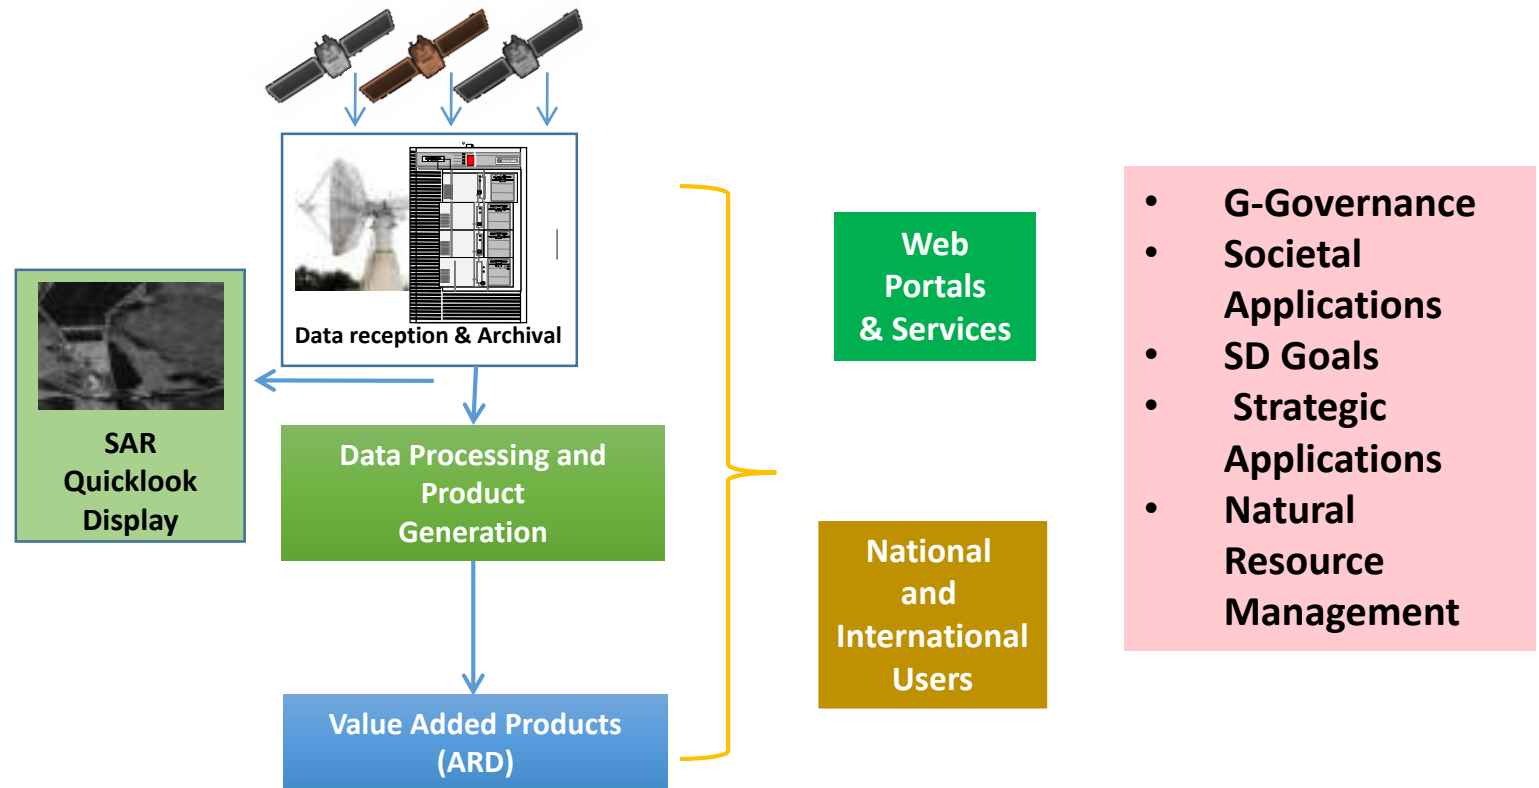 Data reception & Archival
SAR
Quicklook
Display
Data Processing and
Product
Generation
Value Added Products
(ARD)
Web
Portals
& Services
National
and
International
Users
• G-Governance
• Societal
Applications
• SD Goals
• Strategic
Applications
• Natural
Resource
Management